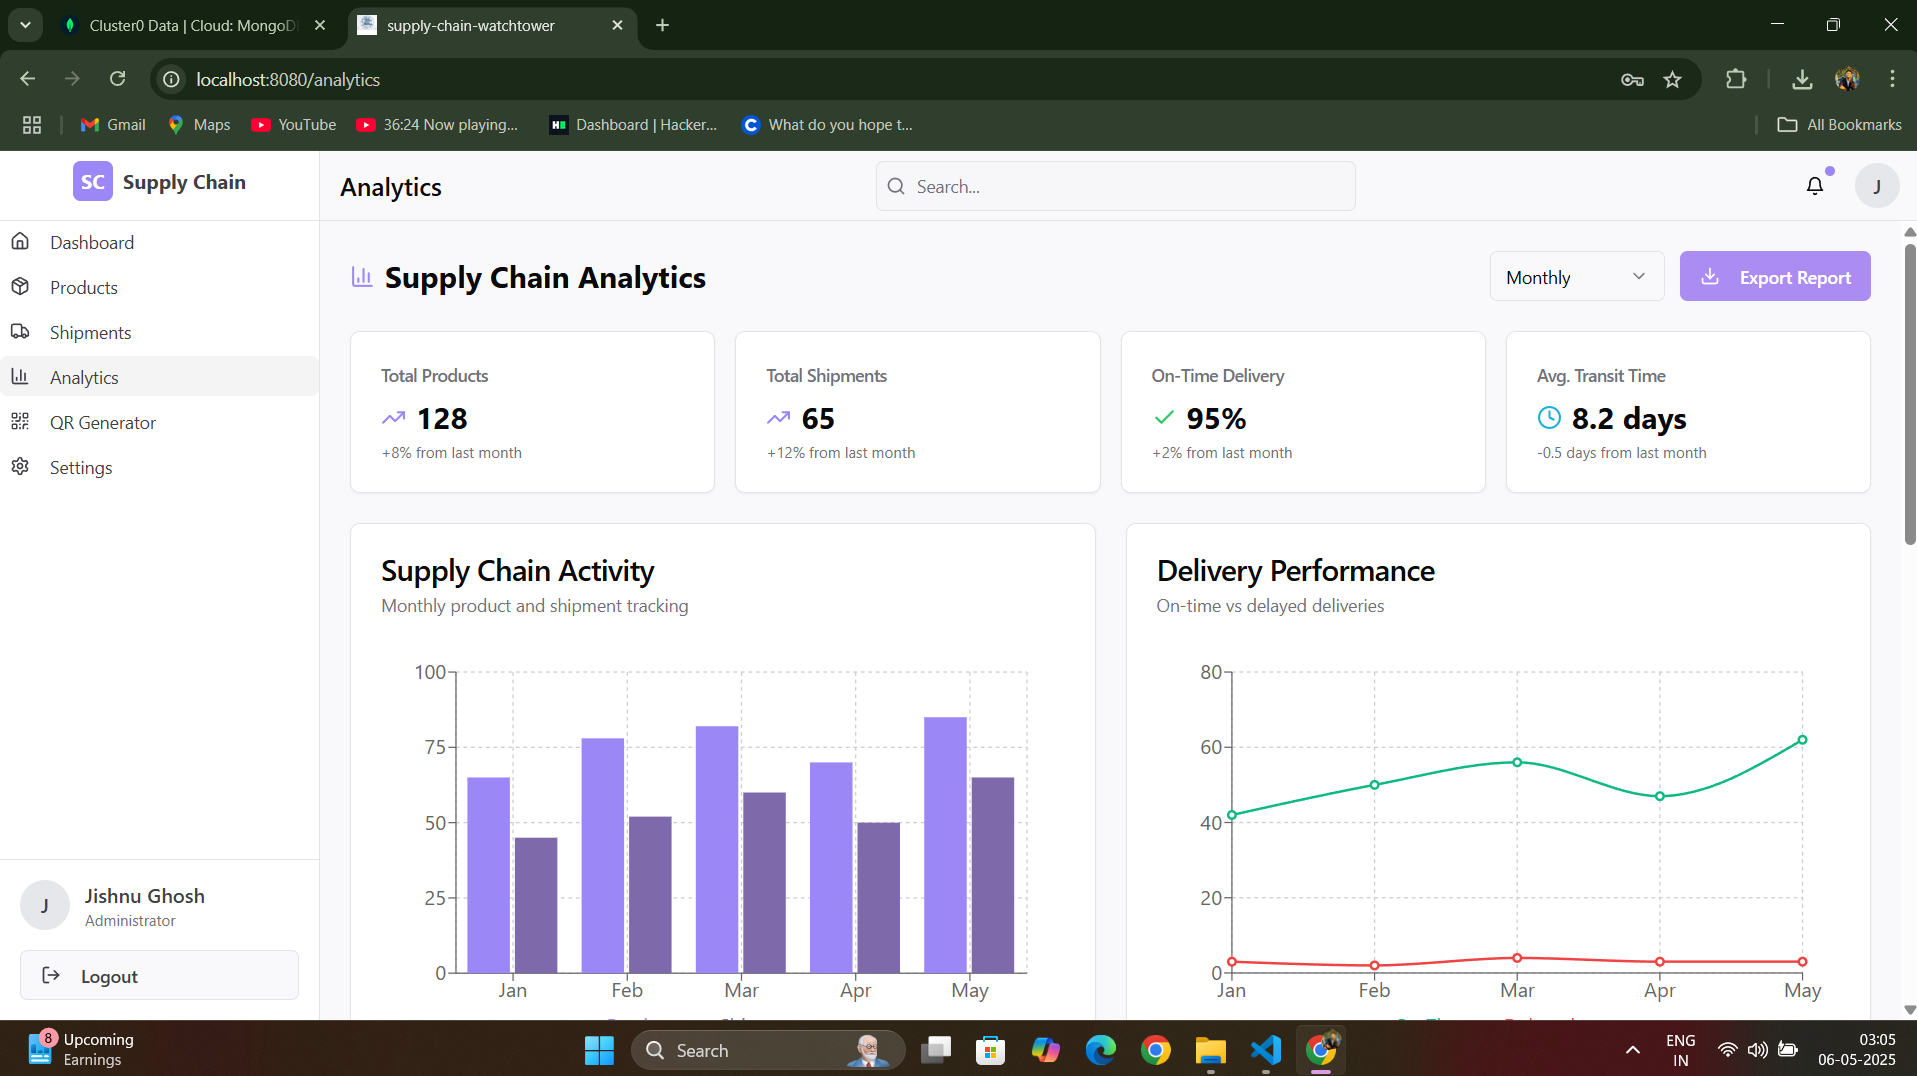 Cluster0 Data | Cloud: MongoD
supply-chain-watchtower
localhost:8080/analytics
Gmail
Maps
YouTube
36:24 Now playing...
Dashboard | Hacker...
What do you hope t...
All Bookmarks
SC Supply Chain
Analytics
Search...
J
Dashboard
Products
Shipments
Analytics
QR Generator
Settings
Jishnu Ghosh
J
Administrator
Logout
Supply Chain Analytics
Monthly
Export Report
Total Products
128
+8% from last month
Total Shipments
65
+12% from last month
On-Time Delivery
95%
+2% from last month
Avg. Transit Time
8.2 days
-0.5 days from last month
Supply Chain Activity
Monthly product and shipment tracking
100
75
50
25
0
Jan Feb Mar Apr May
Delivery Performance
On-time vs delayed deliveries
80
60
40
20
0
Jan Feb Mar Apr May
8
Upcoming
Earnings
Search
ENG
IN
03:05
06-05-2025